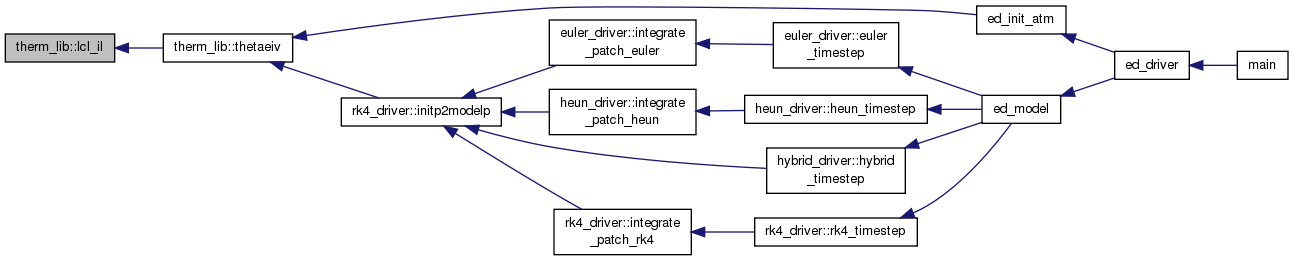 therm_lib::lcl_il
therm_lib::thetaeiv
rk4_driver::initp2modelp
euler_driver::integrate
_patch_euler
heun_driver::integrate
_patch_heun
rk4_driver::integrate
_patch_rk4
euler_driver::euler
_timestep
heun_driver::heun_timestep
hybrid_driver::hybrid
_timestep
rk4_driver::rk4_timestep
ed_init_atm
ed_model
ed_driver
main